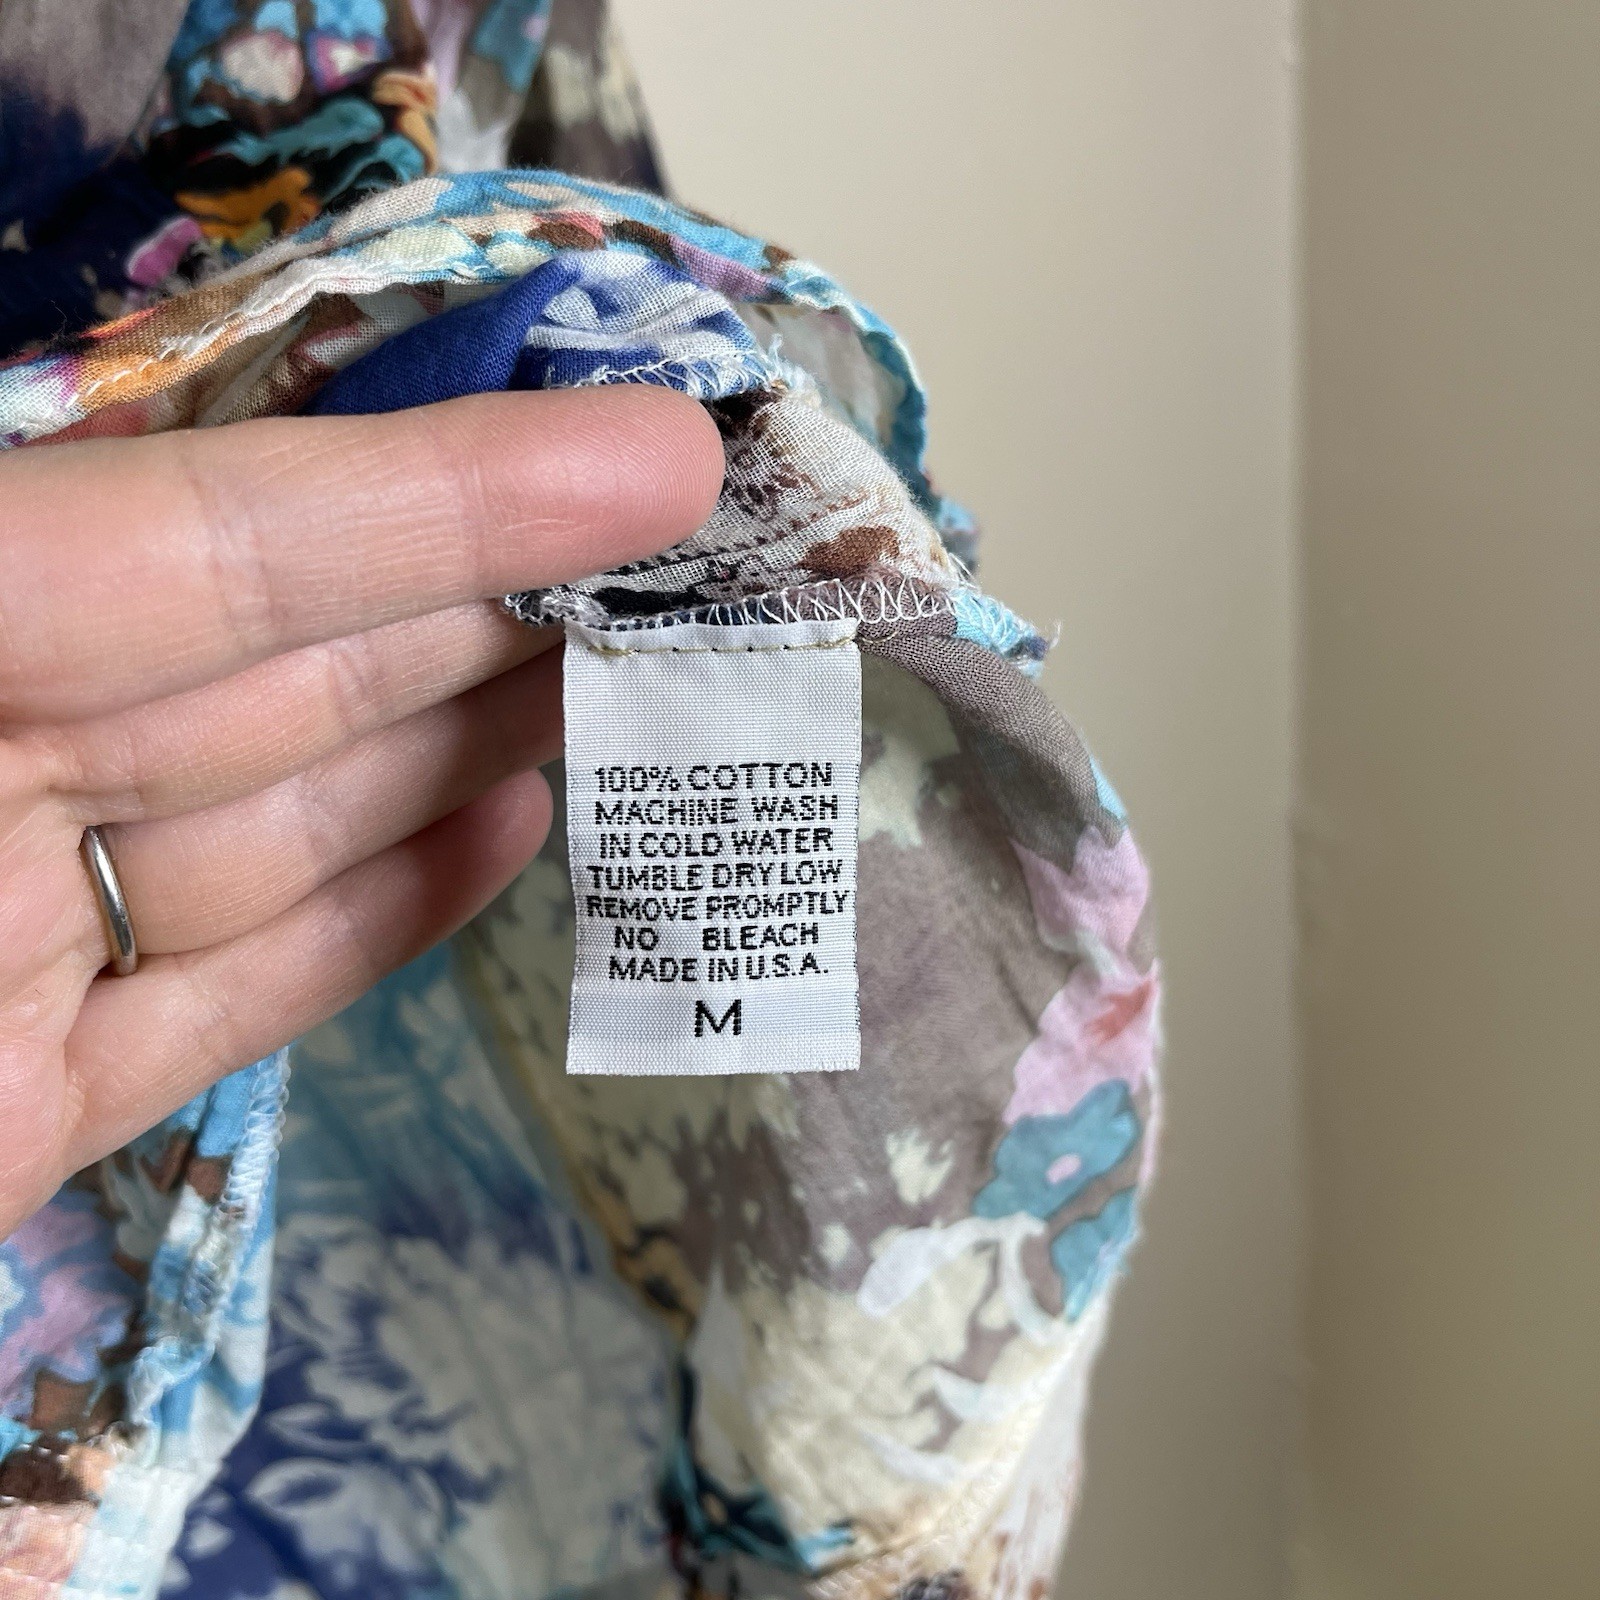 100% COTTON
MACHINE WASH
IN COLD WATER
TUMBLE DRY LOW
REMOVE PROMPTLY
NO BLEACH
MADE IN U.S.A.
M